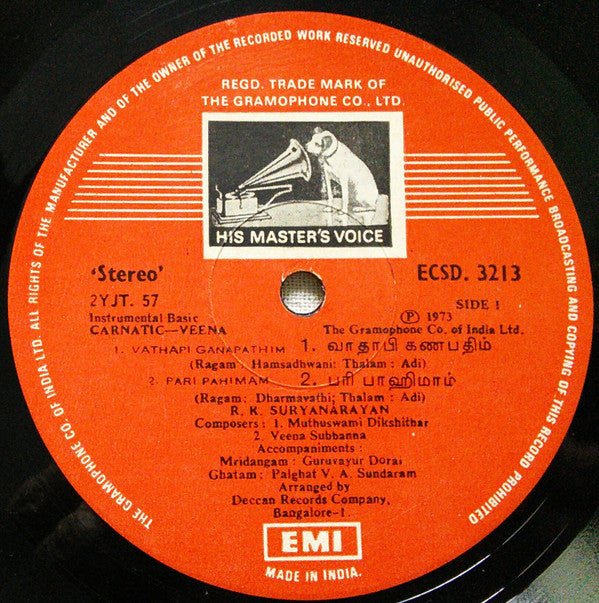 THE GRAMOPHONE CO. OF INDIA LTD. ALL RIGHTS OF THE MANUFACTURER AND OF THE OWNER OF THE RECORDED WORK RESERVED UNAUTHORISED PUBLIC PERFORMANCE BROADCASTING AND COPYING OF THIS RECORD PROHIBITED
REGD. TRADE MARK OF
THE GRAMOPHONE CO., LTD.
HIS MASTER'S VOICE
'Stereo' ECSD. 3213
2YJT. 57 SIDE 1
Instrumental Basic ℗ 1973
CARNATIC—VEENA The Gramophone Co. of India Ltd.
1. VATHAPI GANAPATHIM 1. வாதாபி கணபதிம்
(Ragam: Hamsadhwani: Thalam: Adi)
2. PARI PAHIMAM 2. பரி பாஹிமாம்
(Ragam: Dharmavathi; Thalam: Adi)
R. K. SURYANARAYAN
Composers: 1. Muthuswami Dikshithar
2. Veena Subbanna
Accompaniments:
Mridangam: Guruvayur Dorai
Ghatam: Palghat V. A. Sundaram
Arranged by
Deccan Records Company,
Bangalore-1.
EMI
MADE IN INDIA.